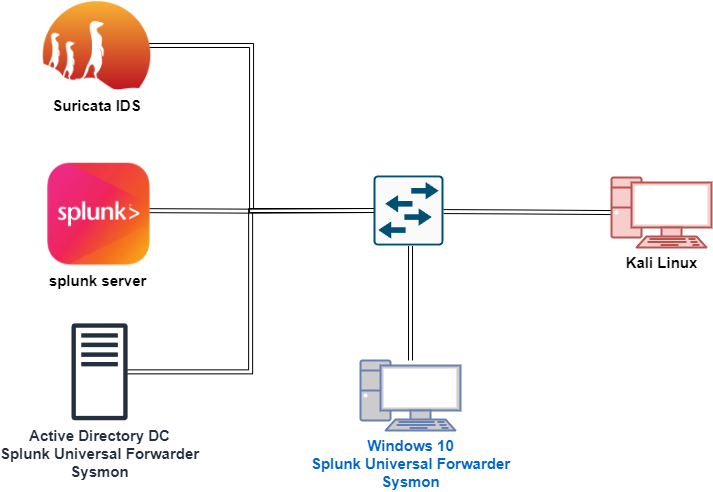 Suricata IDS
splunk>
splunk server
Kali Linux
Active Directory DC
Splunk Universal Forwarder
Sysmon
Windows 10
Splunk Universal Forwarder
Sysmon